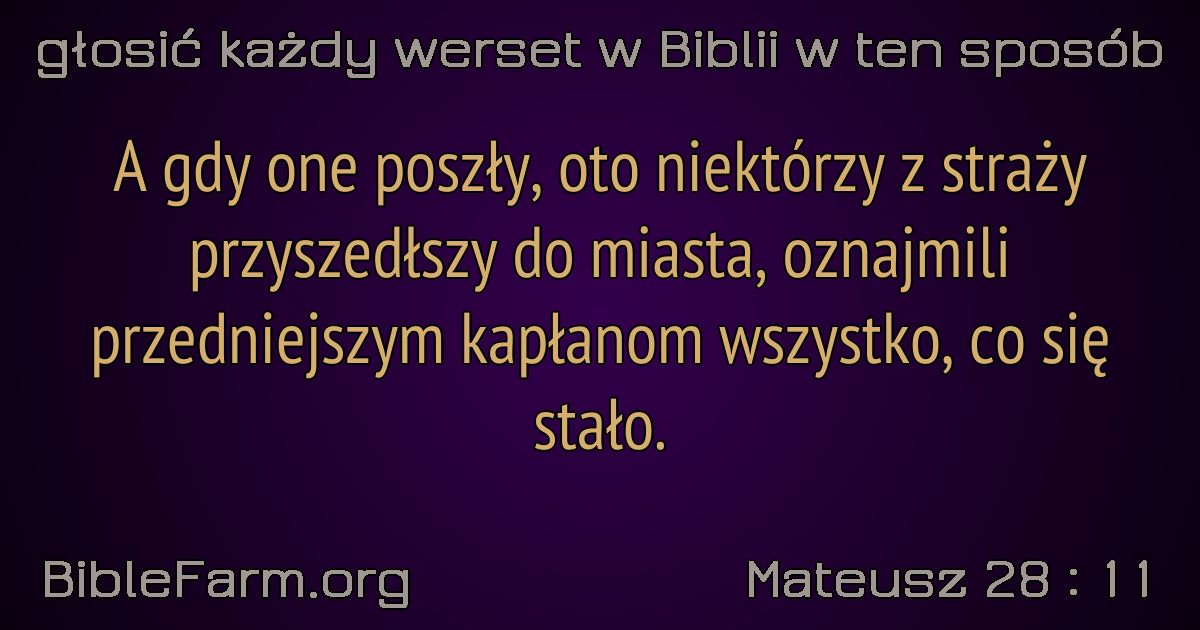 głosić każdy werset w Biblii w ten sposób
A gdy one poszły, oto niektórzy z straży
przyszedłszy do miasta, oznajmili
przedniejszym kapłanom wszystko, co się
stało.
BibleFarm.org
Mateusz 28 : 11